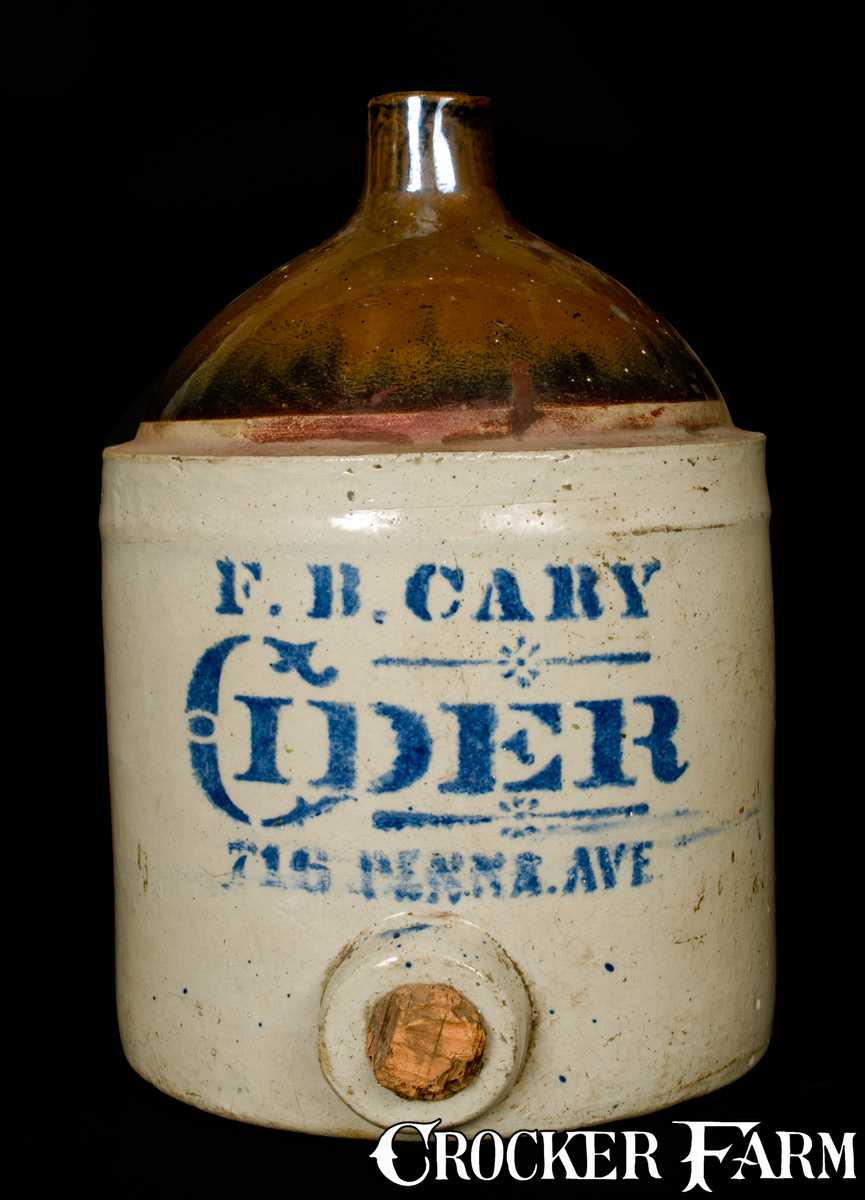 F. B. CARY
CIDER
716 PENNA. AVE
CROCKER FARM